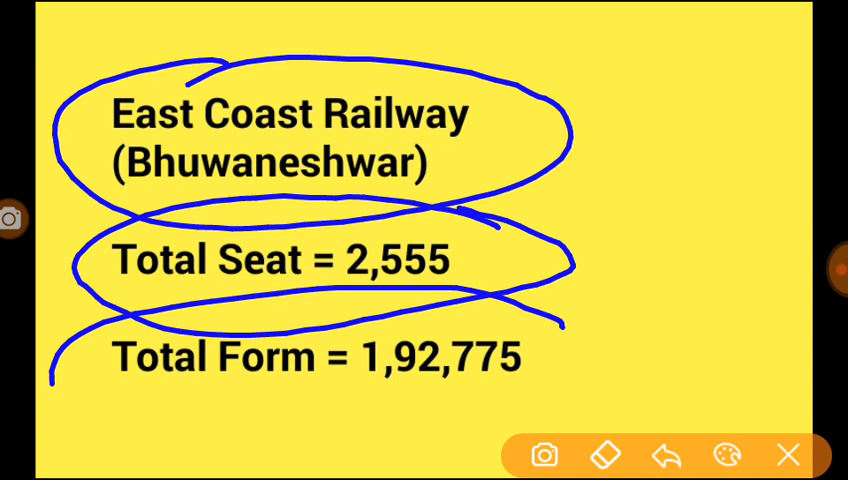 East Coast Railway
(Bhuwaneshwar)
Total Seat = 2,555
Total Form = 1,92,775